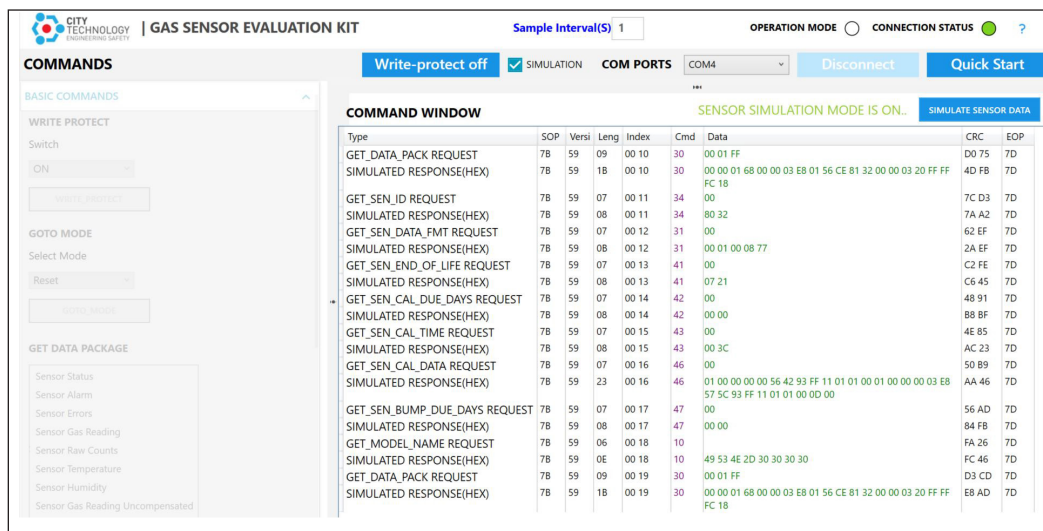 CITY
TECHNOLOGY
ENGINEERING SAFETY
| GAS SENSOR EVALUATION KIT
Sample Interval(S) 1
OPERATION MODE
CONNECTION STATUS
?
COMMANDS
Write-protect off
SIMULATION
COM PORTS
COM4
Disconnect
Quick Start
BASIC COMMANDS
WRITE PROTECT
Switch
ON
WRITE_PROTECT
GOTO MODE
Select Mode
Reset
GOTO_MODE
GET DATA PACKAGE
Sensor Status
Sensor Alarm
Sensor Errors
Sensor Gas Reading
Sensor Raw Counts
Sensor Temperature
Sensor Humidity
Sensor Gas Reading Uncompensated
COMMAND WINDOW
SENSOR SIMULATION MODE IS ON..
SIMULATE SENSOR DATA
Type SOP Versi Leng Index Cmd Data CRC EOP
GET_DATA_PACK REQUEST 7B 59 09 00 10 30 00 01 FF D0 75 7D
SIMULATED RESPONSE(HEX) 7B 59 1B 00 10 30 00 00 01 68 00 00 03 E8 01 56 CE 81 32 00 00 03 20 FF FF 4D FB 7D
FC 18
GET_SEN_ID REQUEST 7B 59 07 00 11 34 00 7C D3 7D
SIMULATED RESPONSE(HEX) 7B 59 08 00 11 34 80 32 7A A2 7D
GET_SEN_DATA_FMT REQUEST 7B 59 07 00 12 31 00 62 EF 7D
SIMULATED RESPONSE(HEX) 7B 59 0B 00 12 31 00 01 00 08 77 2A EF 7D
GET_SEN_END_OF_LIFE REQUEST 7B 59 07 00 13 41 00 C2 FE 7D
SIMULATED RESPONSE(HEX) 7B 59 08 00 13 41 07 21 C6 45 7D
GET_SEN_CAL_DUE_DAYS REQUEST 7B 59 07 00 14 42 00 48 91 7D
SIMULATED RESPONSE(HEX) 7B 59 08 00 14 42 00 00 B8 BF 7D
GET_SEN_CAL_TIME REQUEST 7B 59 07 00 15 43 00 4E 85 7D
SIMULATED RESPONSE(HEX) 7B 59 08 00 15 43 00 3C AC 23 7D
GET_SEN_CAL_DATA REQUEST 7B 59 07 00 16 46 00 50 B9 7D
SIMULATED RESPONSE(HEX) 7B 59 23 00 16 46 01 00 00 00 00 56 42 93 FF 11 01 01 00 01 00 00 00 03 E8 AA 46 7D
57 5C 93 FF 11 01 01 00 0D 00
GET_SEN_BUMP_DUE_DAYS REQUEST 7B 59 07 00 17 47 00 56 AD 7D
SIMULATED RESPONSE(HEX) 7B 59 08 00 17 47 00 00 84 FB 7D
GET_MODEL_NAME REQUEST 7B 59 06 00 18 10 FA 26 7D
SIMULATED RESPONSE(HEX) 7B 59 0E 00 18 10 49 53 4E 2D 30 30 30 30 FC 46 7D
GET_DATA_PACK REQUEST 7B 59 09 00 19 30 00 01 FF D3 CD 7D
SIMULATED RESPONSE(HEX) 7B 59 1B 00 19 30 00 00 01 68 00 00 03 E8 01 56 CE 81 32 00 00 03 20 FF FF E8 AD 7D
FC 18